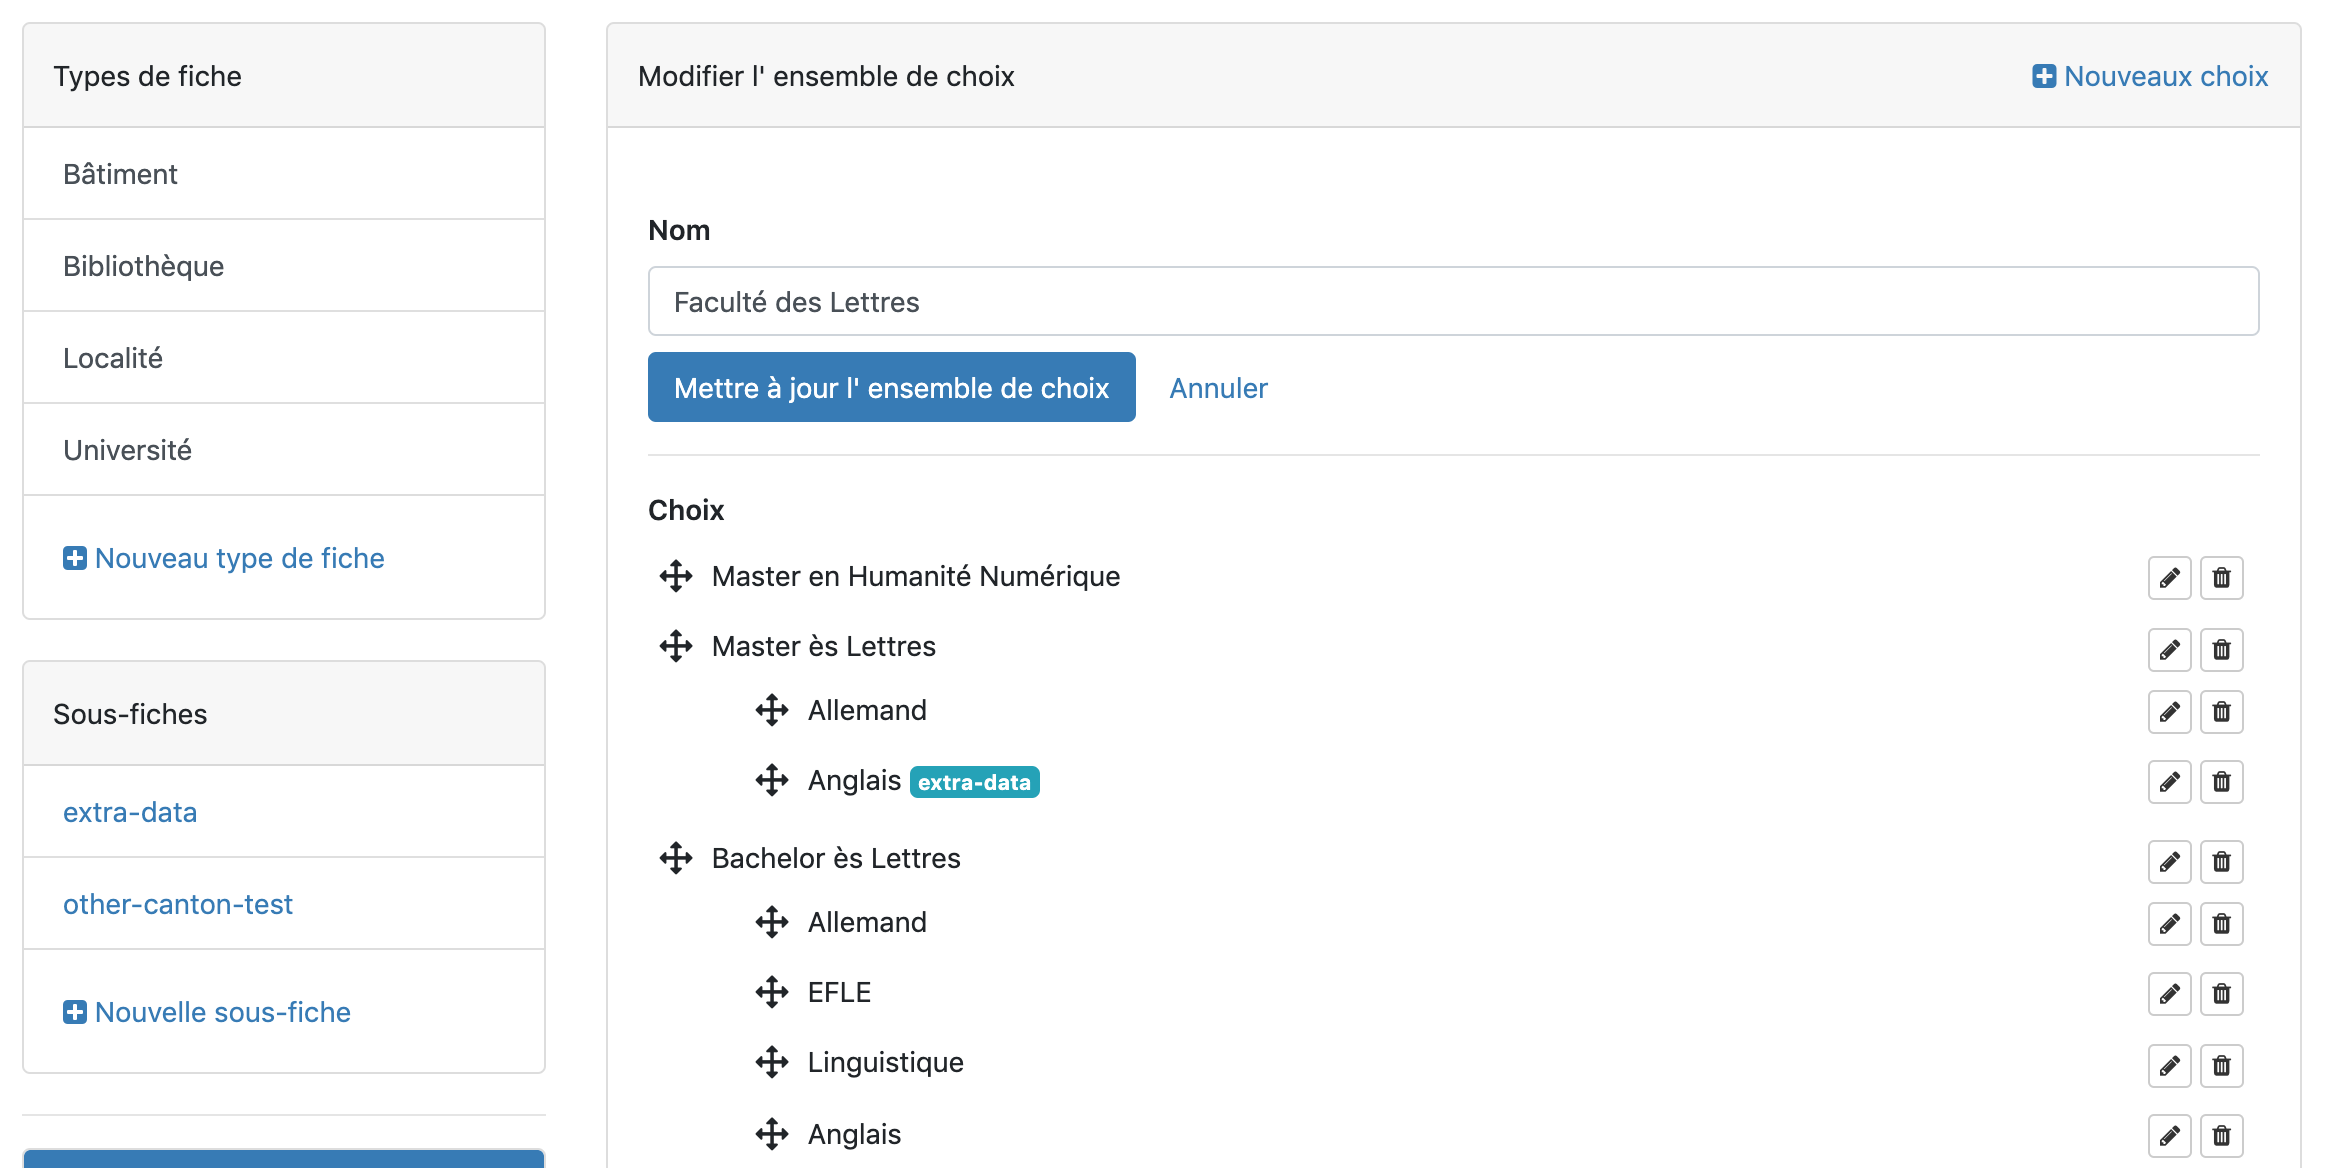 Types de fiche
Bâtiment
Bibliothèque
Localité
Université
Nouveau type de fiche
Sous-fiches
extra-data
other-canton-test
Nouvelle sous-fiche
Modifier l' ensemble de choix
Nouveaux choix
Nom
Faculté des Lettres
Mettre à jour l' ensemble de choix
Annuler
Choix
Master en Humanité Numérique
Master ès Lettres
Allemand
Anglais extra-data
Bachelor ès Lettres
Allemand
EFLE
Linguistique
Anglais